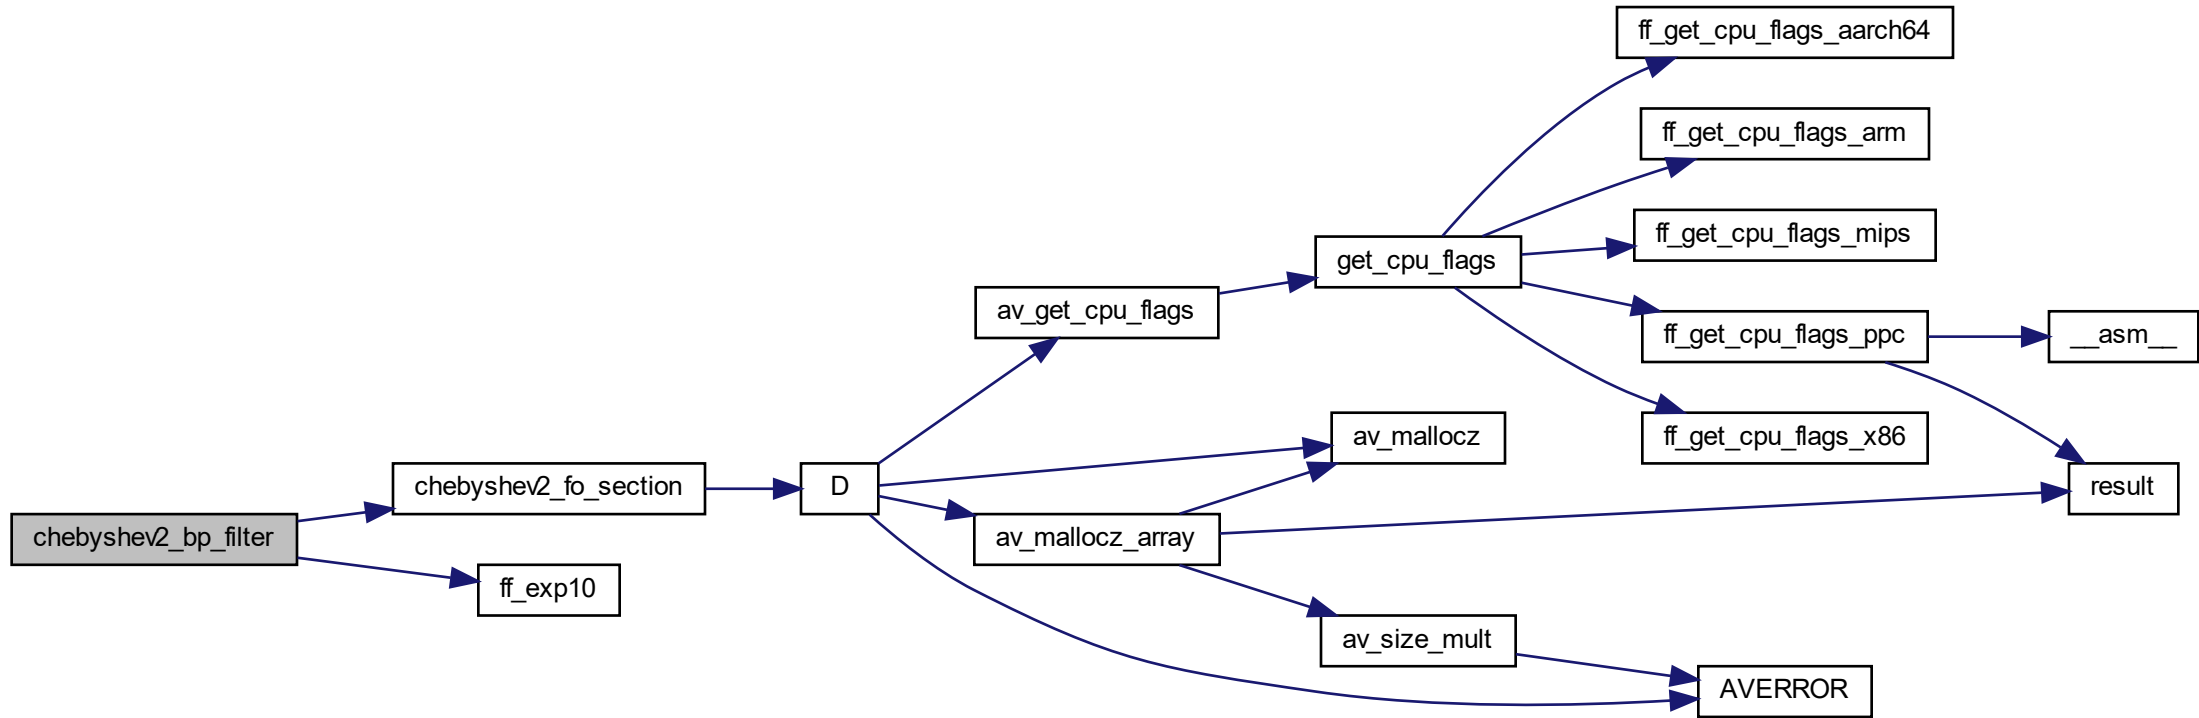 ff_get_cpu_flags_aarch64
ff_get_cpu_flags_arm
ff_get_cpu_flags_mips
get_cpu_flags
av_get_cpu_flags
ff_get_cpu_flags_ppc
__asm__
av_mallocz
ff_get_cpu_flags_x86
chebyshev2_fo_section
D
result
chebyshev2_bp_filter
av_mallocz_array
ff_exp10
av_size_mult
AVERROR